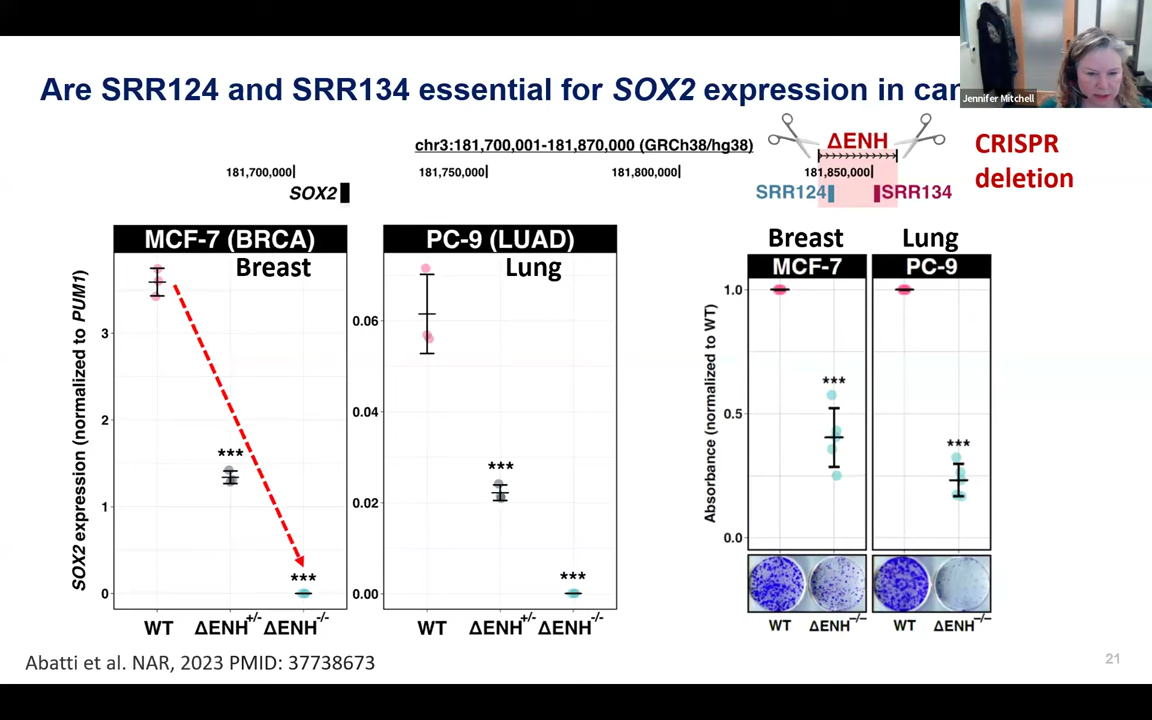 Are SRR124 and SRR134 essential for SOX2 expression in can
Jennifer Mitchell
chr3:181,700,001-181,870,000 (GRCh38/hg38)
ΔENH
CRISPR
deletion
181,700,000
181,750,000
181,800,000
181,850,000
SOX2
SRR124
SRR134
MCF-7 (BRCA)
Breast
PC-9 (LUAD)
Lung
SOX2 expression (normalized to PUM1)
3
2
1
0
***
***
WT
ΔENH+/-
ΔENH-/-
0.06
0.04
0.02
0.00
***
***
WT
ΔENH+/-
ΔENH-/-
Breast
Lung
MCF-7
PC-9
Absorbance (normalized to WT)
1.0
0.5
0.0
***
***
WT
ΔENH−/−
WT
ΔENH−/−
Abatti et al. NAR, 2023 PMID: 37738673
21